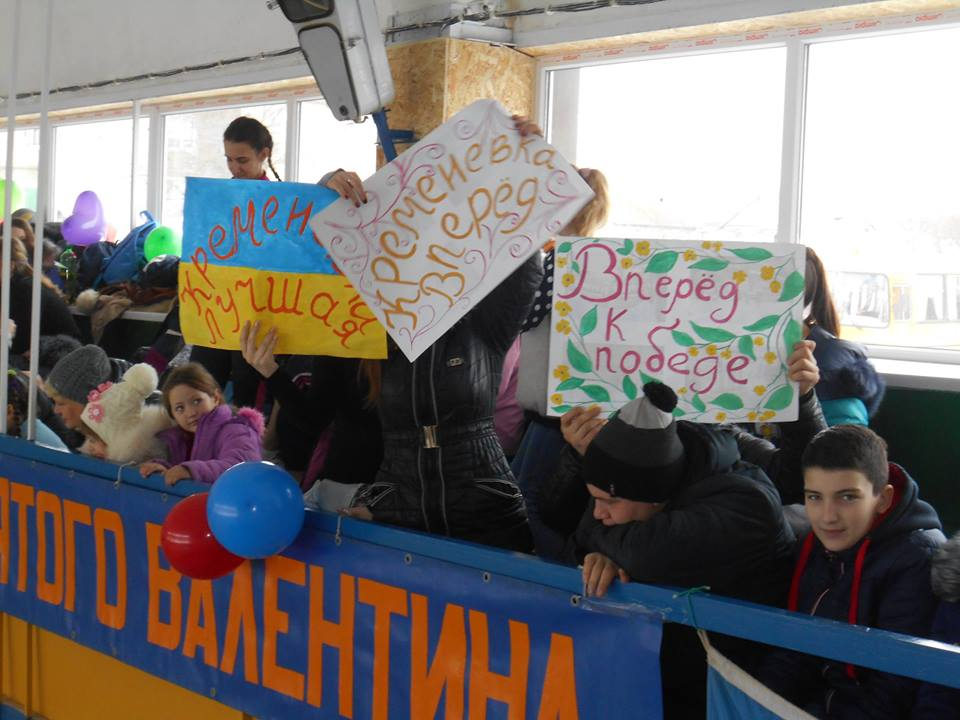 Кремен
лучшая
Кременевка
Вперёд
Вперёд
к
победе
ЯТОГО ВАЛЕНТИНА